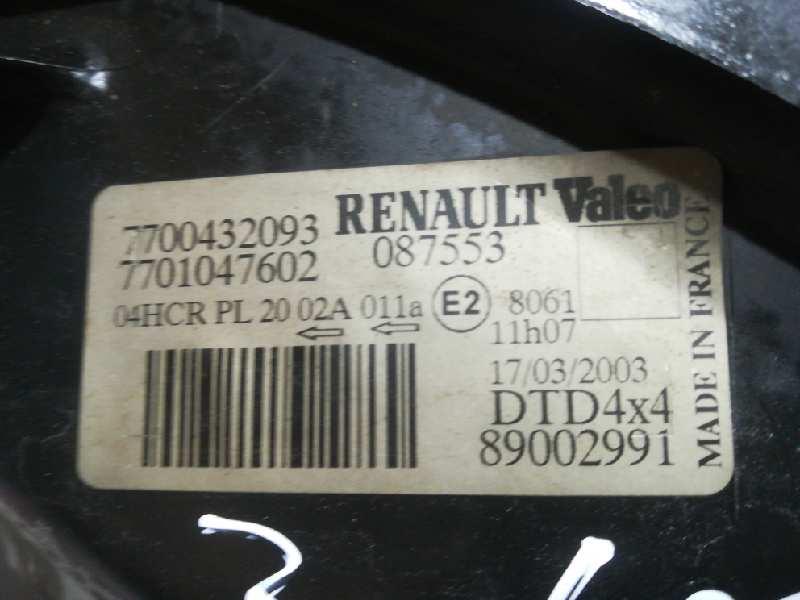 RENAULT Valeo
7700432093
7701047602
087553
04HCR PL 20 02A 011a E2 8061
11h07
17/03/2003
DTD4x4
89002991
MADE IN FRANCE